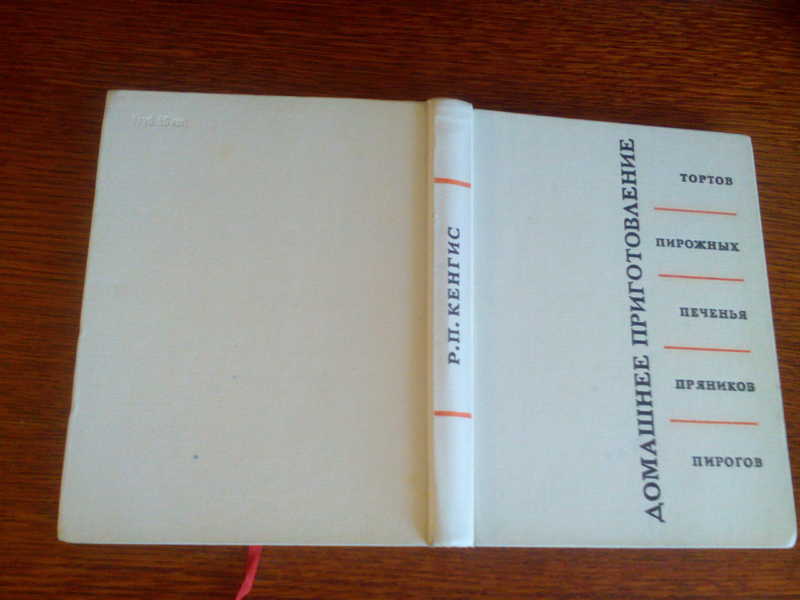 Р.П. КЕНГИС
ДОМАШНЕЕ ПРИГОТОВЛЕНИЕ
ТОРТОВ
ПИРОЖНЫХ
ПЕЧЕНЬЯ
ПРЯНИКОВ
ПИРОГОВ